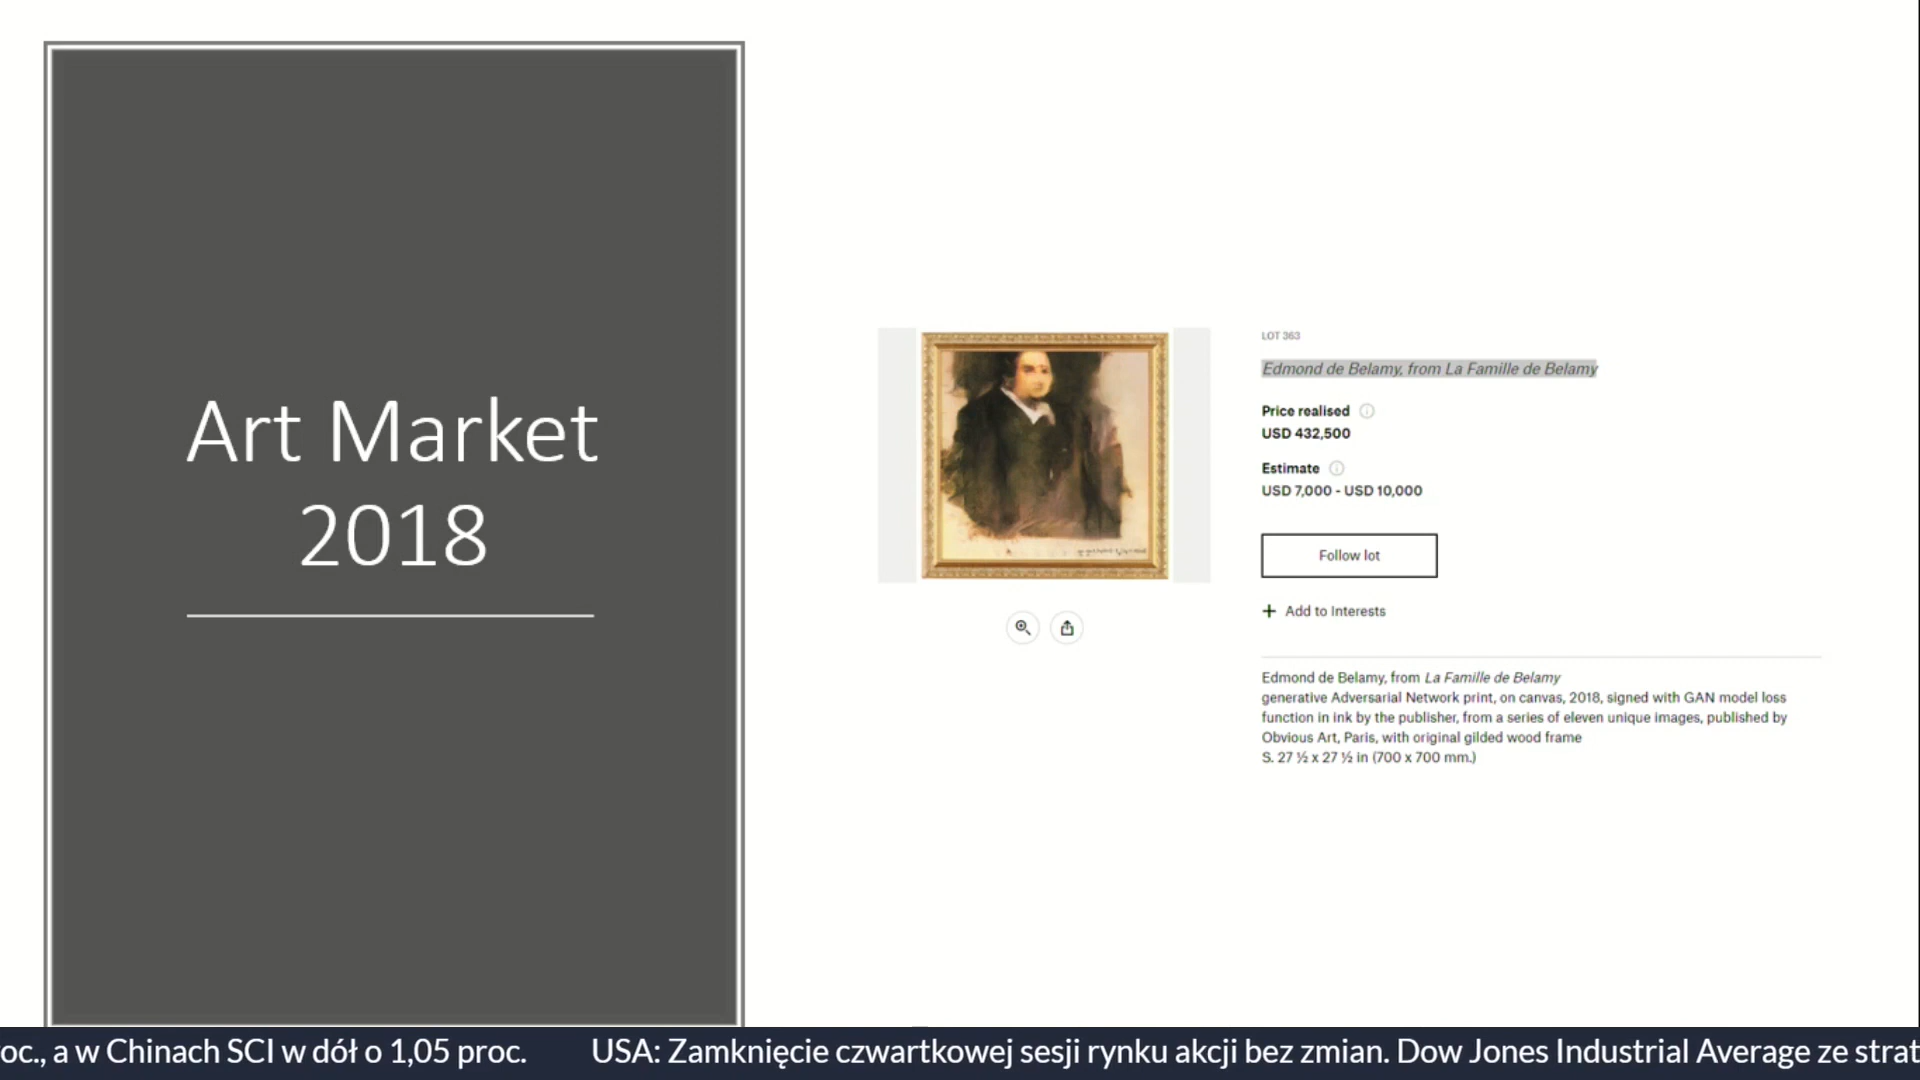 Art Market
2018
LOT 363
Edmond de Belamy, from La Famille de Belamy
Price realised
USD 432,500
Estimate
USD 7,000 - USD 10,000
Follow lot
+ Add to Interests
Edmond de Belamy, from La Famille de Belamy
generative Adversarial Network print, on canvas, 2018, signed with GAN model loss
function in ink by the publisher, from a series of eleven unique images, published by
Obvious Art, Paris, with original gilded wood frame
S. 27 ½ x 27 ½ in (700 x 700 mm.)
oc., a w Chinach SCI w dół o 1,05 proc. USA: Zamknięcie czwartkowej sesji rynku akcji bez zmian. Dow Jones Industrial Average ze strat